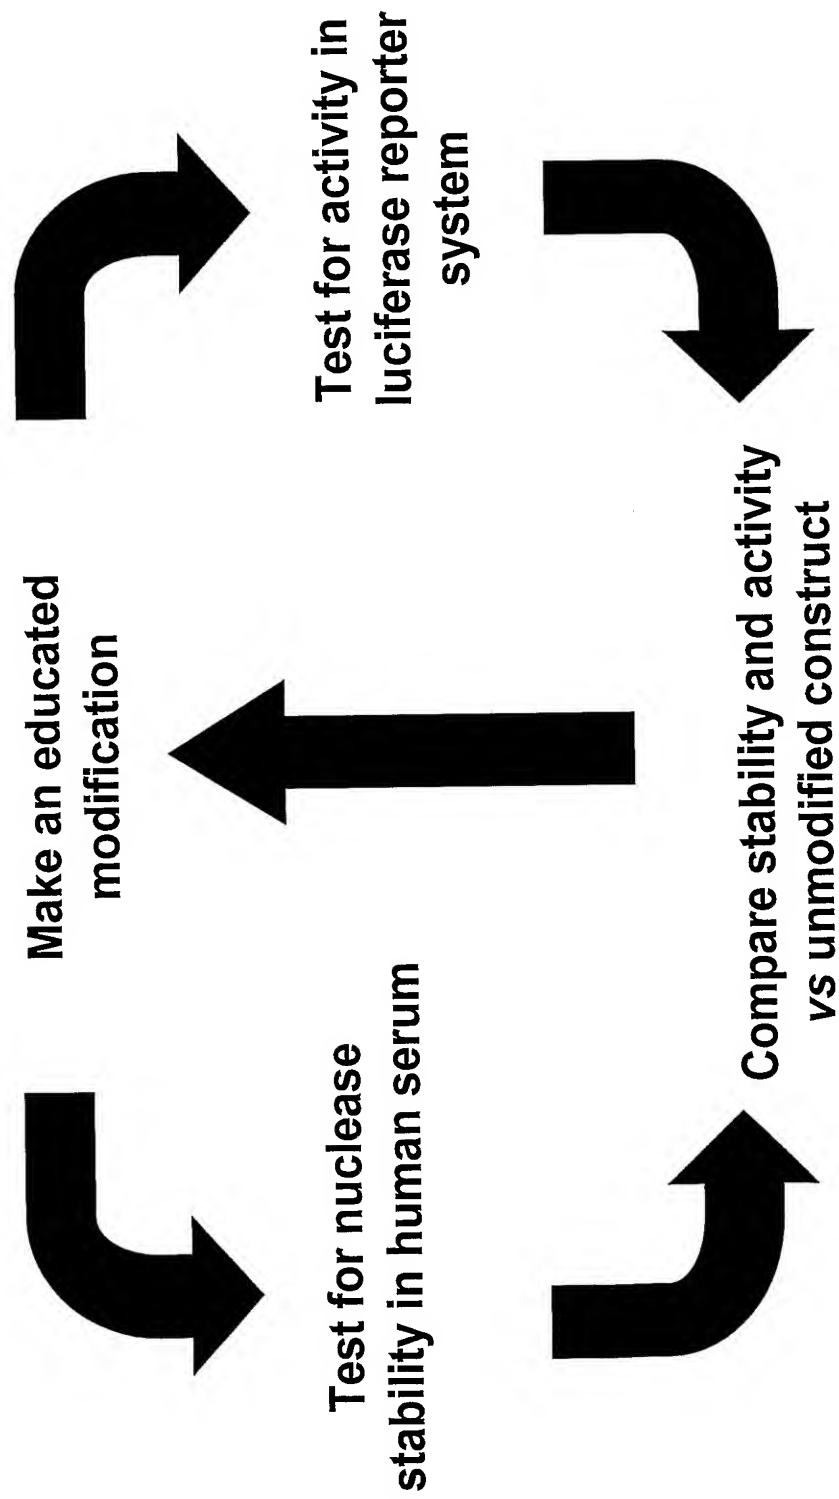 Make an educated
modification
Test for nuclease
stability in human serum
Test for activity in
luciferase reporter
system
Compare stability and activity
vs unmodified construct